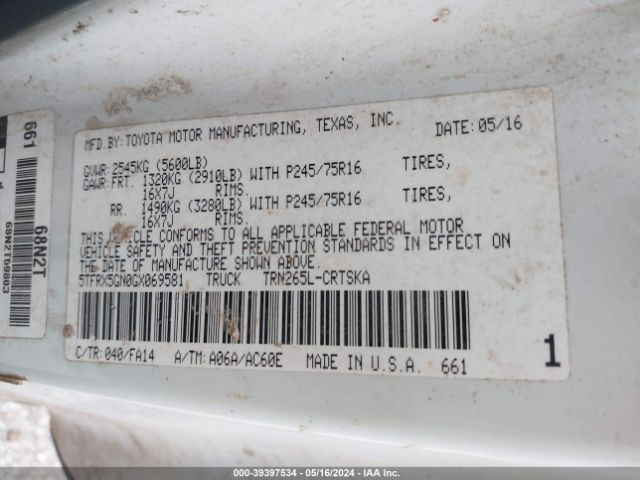 MFD BY:TOYOTA MOTOR MANUFACTURING, TEXAS, INC. DATE:05/16
GVWR:2545KG (5600LB)
GAWR:FRT. 1320KG (2910LB) WITH P245/75R16 TIRES,
16X7J RIMS.
RR. 1490KG (3280LB) WITH P245/75R16 TIRES,
16X7J RIMS.
THIS CLE CONFORMS TO ALL APPLICABLE FEDERAL MOTOR
VEHICLE SAFETY AND THEFT PREVENTION STANDARDS IN EFFECT ON
THE DATE OF MANUFACTURE SHOWN ABOVE.
5TFRX5GN0GX069581 TRUCK TRN265L-CRTSKA
C/TR:040/FA14 A/TM:A06A/AC60E MADE IN U.S.A. 661
1
661
68N2T
68N2TD9803
000-39397534 - 05/16/2024 - IAA Inc.